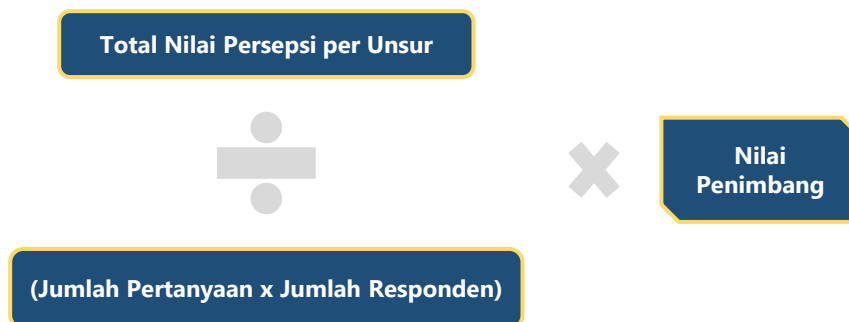 Total Nilai Persepsi per Unsur
Nilai
Penimbang
(Jumlah Pertanyaan x Jumlah Responden)